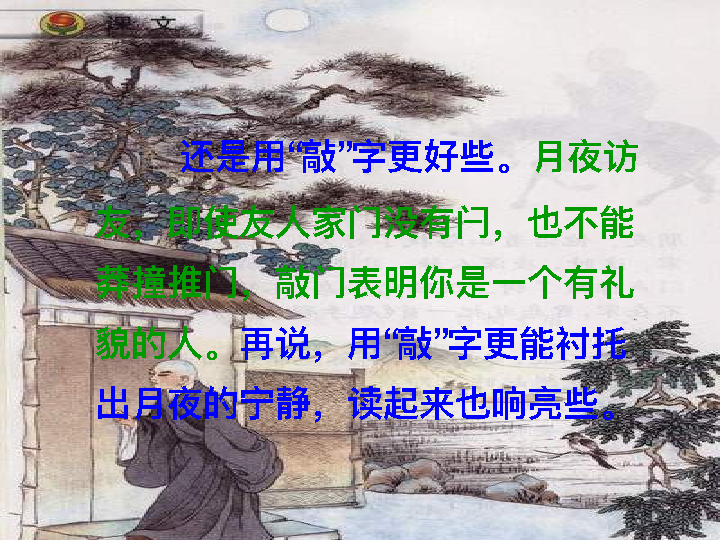 课 文
还是用“敲”字更好些。月夜访
友，即使友人家门没有闩，也不能
莽撞推门，敲门表明你是一个有礼
貌的人。再说，用“敲”字更能衬托
出月夜的宁静，读起来也响亮些。